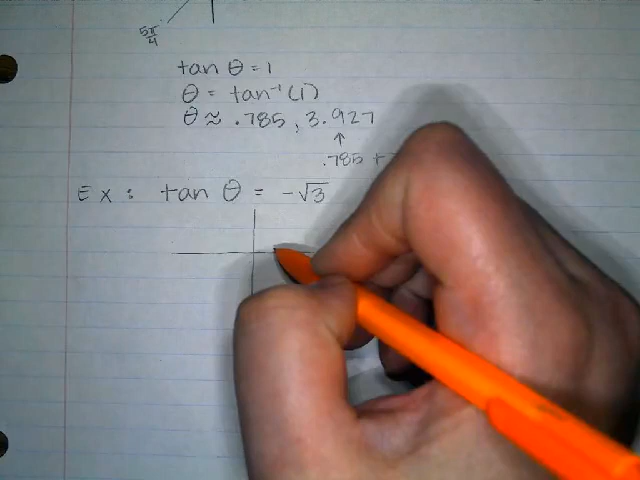 5π/4
tan θ = 1
θ = tan⁻¹(1)
θ ≈ .785, 3.927
↑
.785 +
Ex: tan θ = -√3